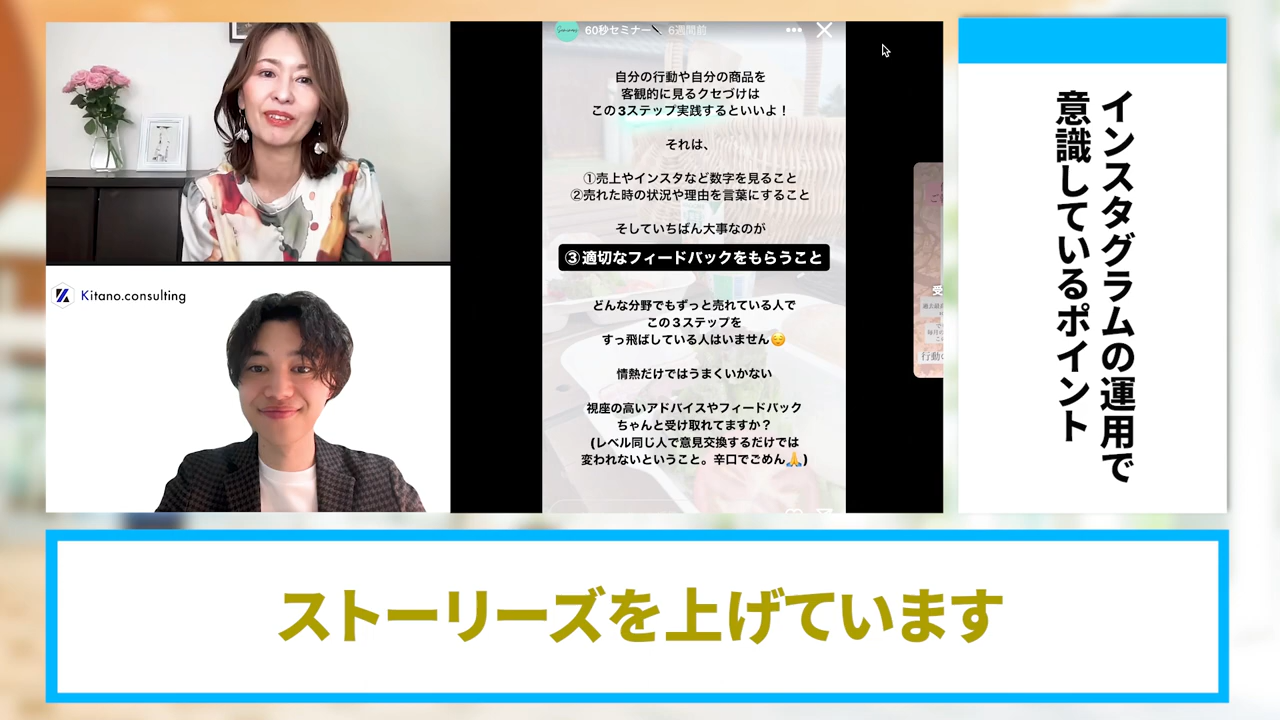 Kitano.consulting
60秒セミナー＼ 6週間前
自分の行動や自分の商品を
客観的に見るクセづけは
この3ステップ実践するといいよ！
それは、
①売上やインスタなど数字を見ること
②売れた時の状況や理由を言葉にすること
そしていちばん大事なのが
③適切なフィードバックをもらうこと
どんな分野でもずっと売れている人で
この３ステップを
すっ飛ばしている人はいません😌
情熱だけではうまくいかない
視座の高いアドバイスやフィードバック
ちゃんと受け取れてますか？
(レベル同じ人で意見交換するだけでは
変われないということ。辛口でごめん🙏)
インスタグラムの運用で
意識しているポイント
ストーリーズを上げています